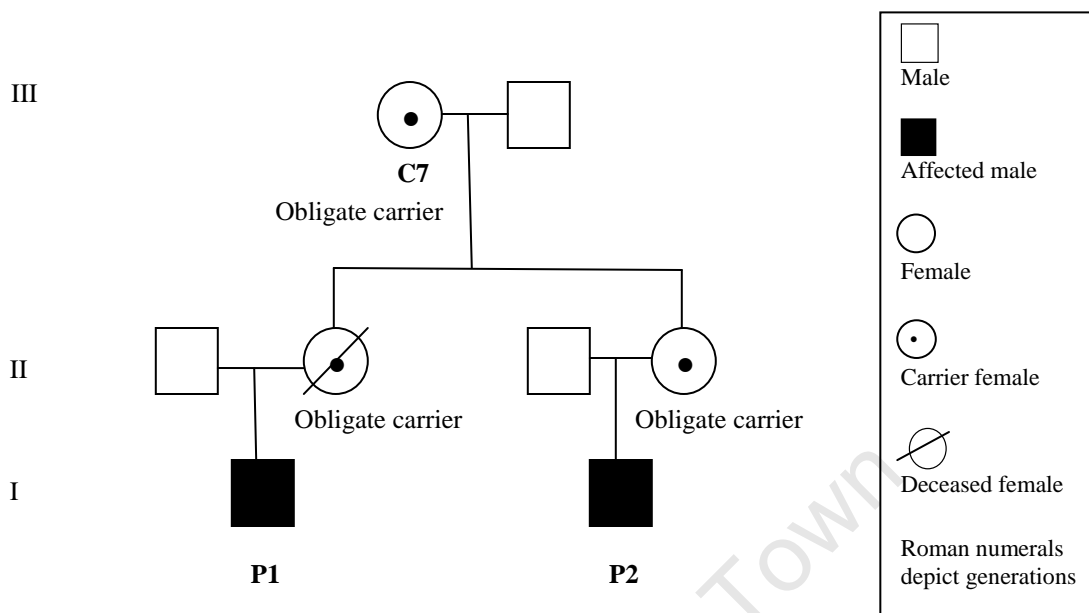 III
C7
Obligate carrier
II
Obligate carrier
Obligate carrier
I
P1
P2
Male
Affected male
Female
Carrier female
Deceased female
Roman numerals
depict generations
Town